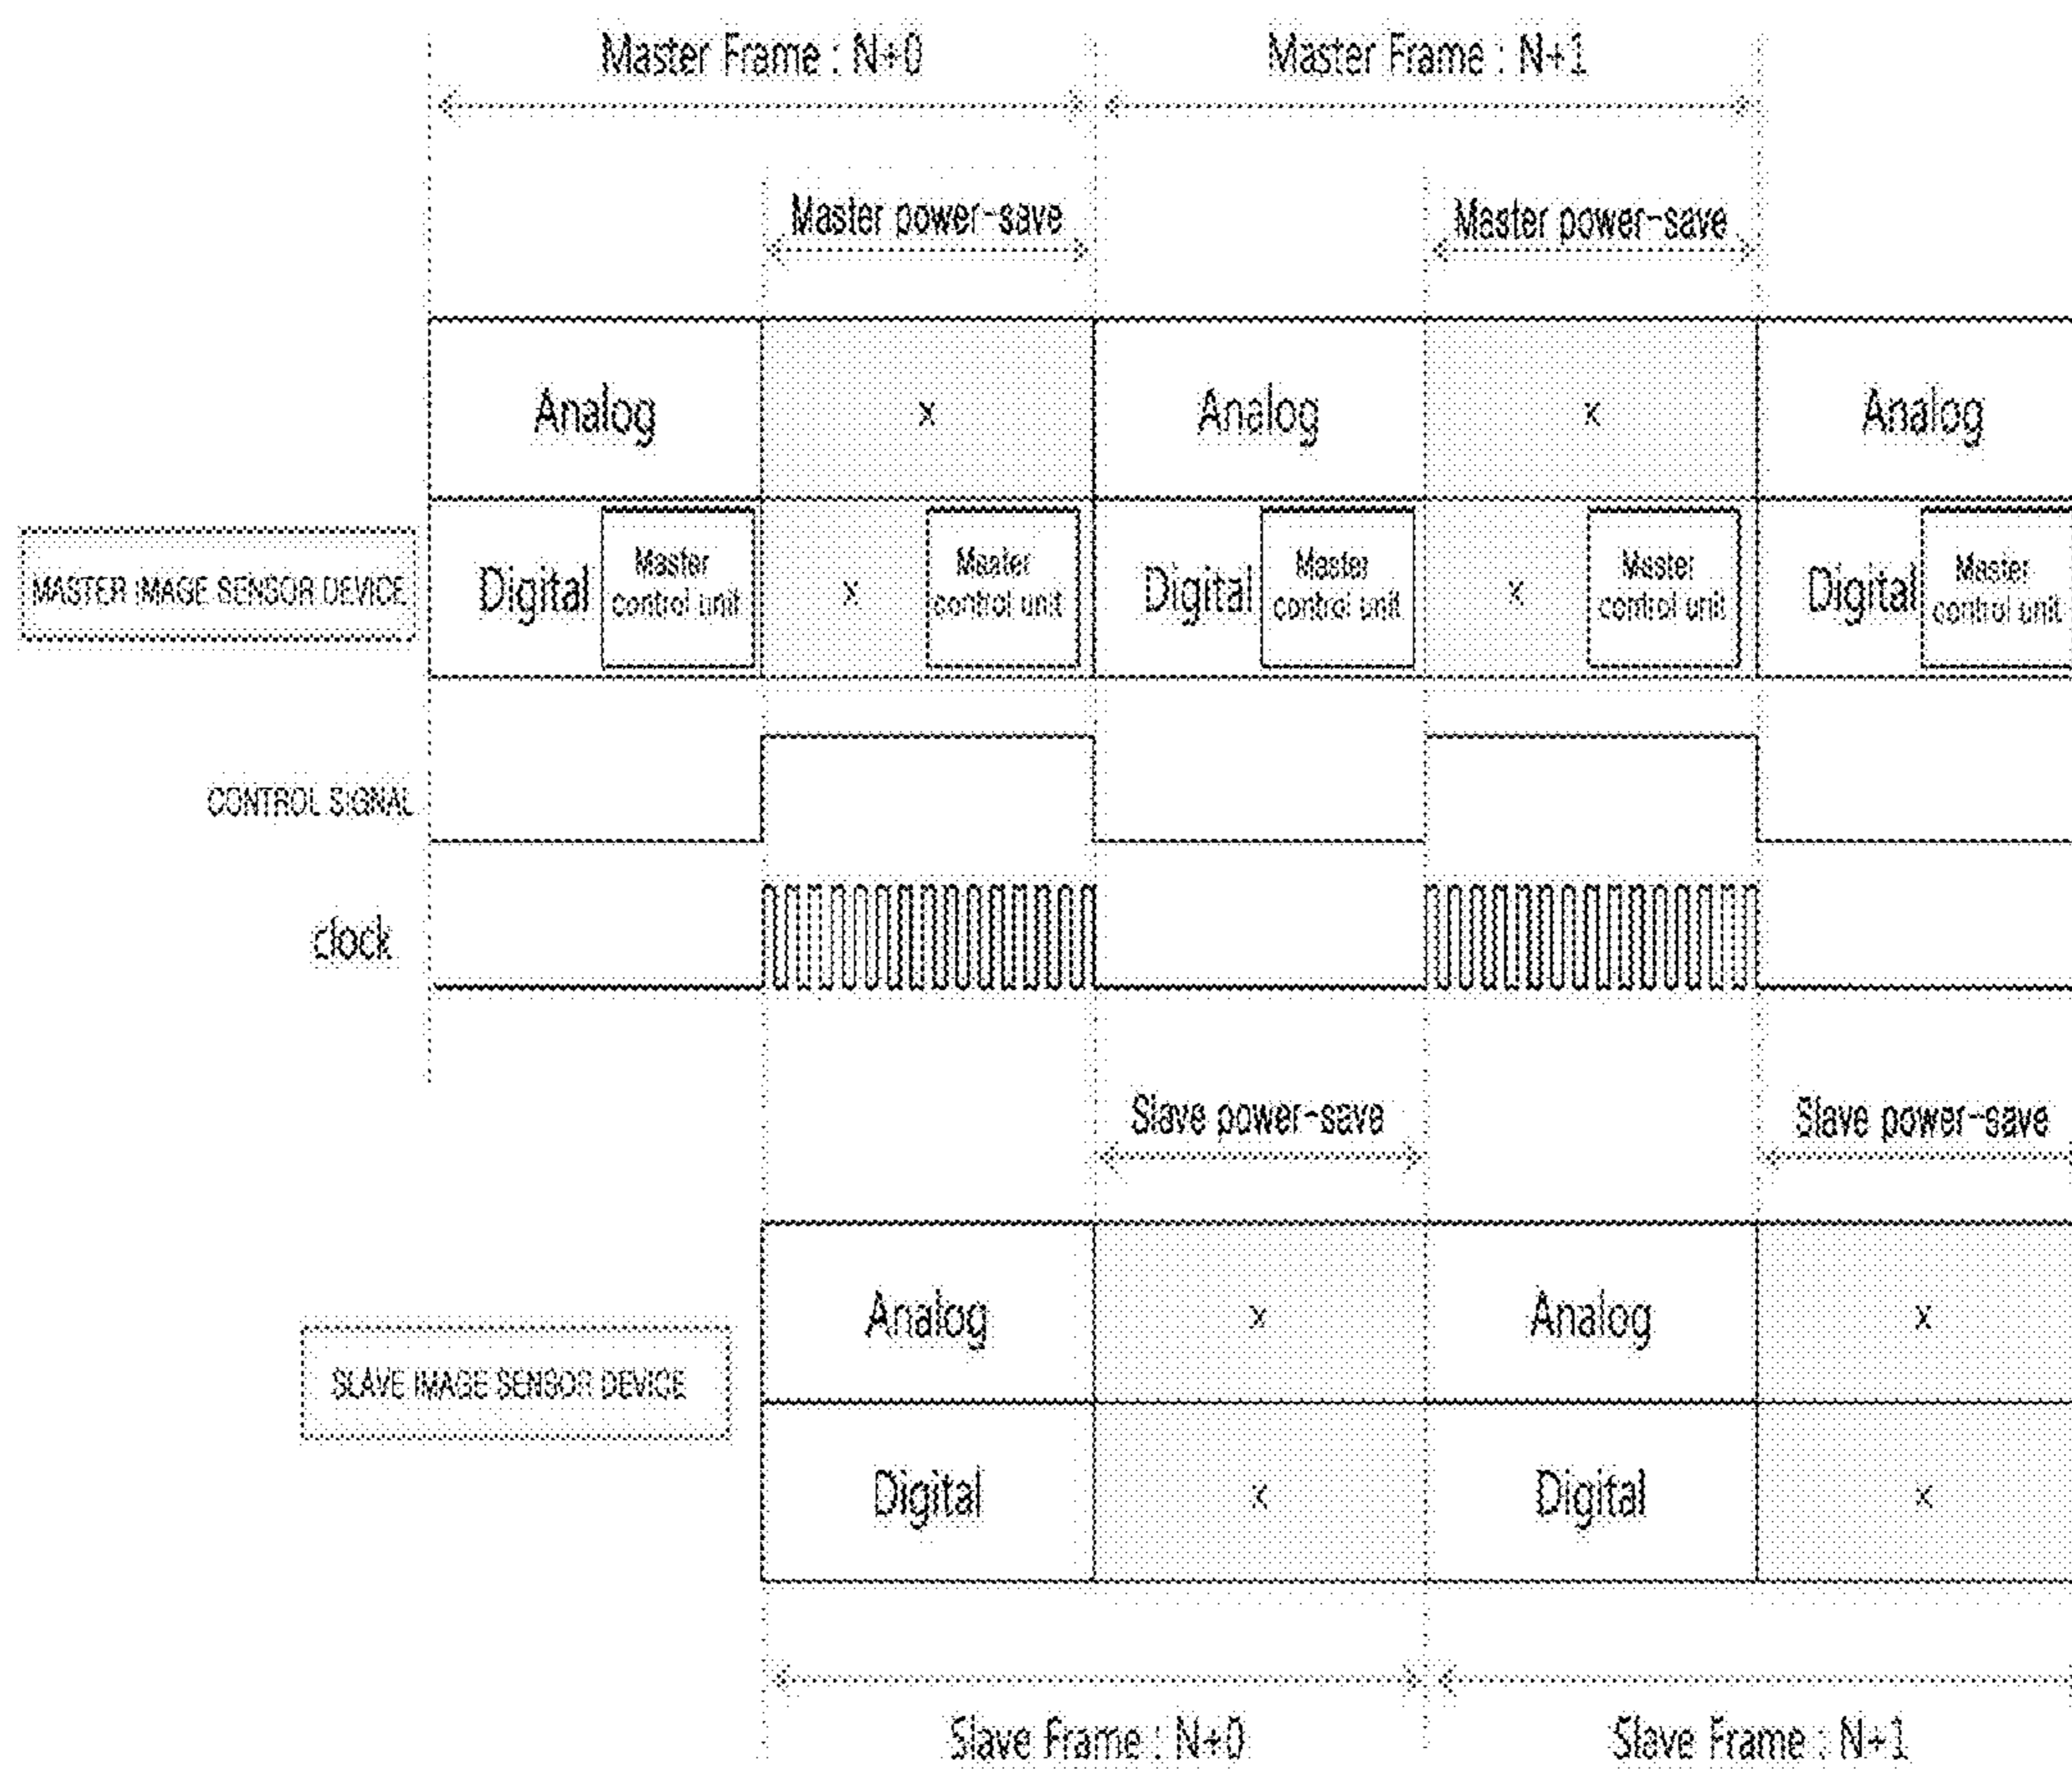 Master Frame : N+0 Master Frame : N+1
Master power-save Master power-save
Analog x Analog x Analog
MASTER IMAGE SENSOR DEVICE
Digital
Master
control unit
x
Master
control unit
Digital
Master
control unit
x
Master
control unit
Digital
Master
control unit
CONTROL SIGNAL
clock
Slave power-save Slave power-save
Analog x Analog x
SLAVE IMAGE SENSOR DEVICE
Digital x Digital x
Slave Frame : N+0 Slave Frame : N+1